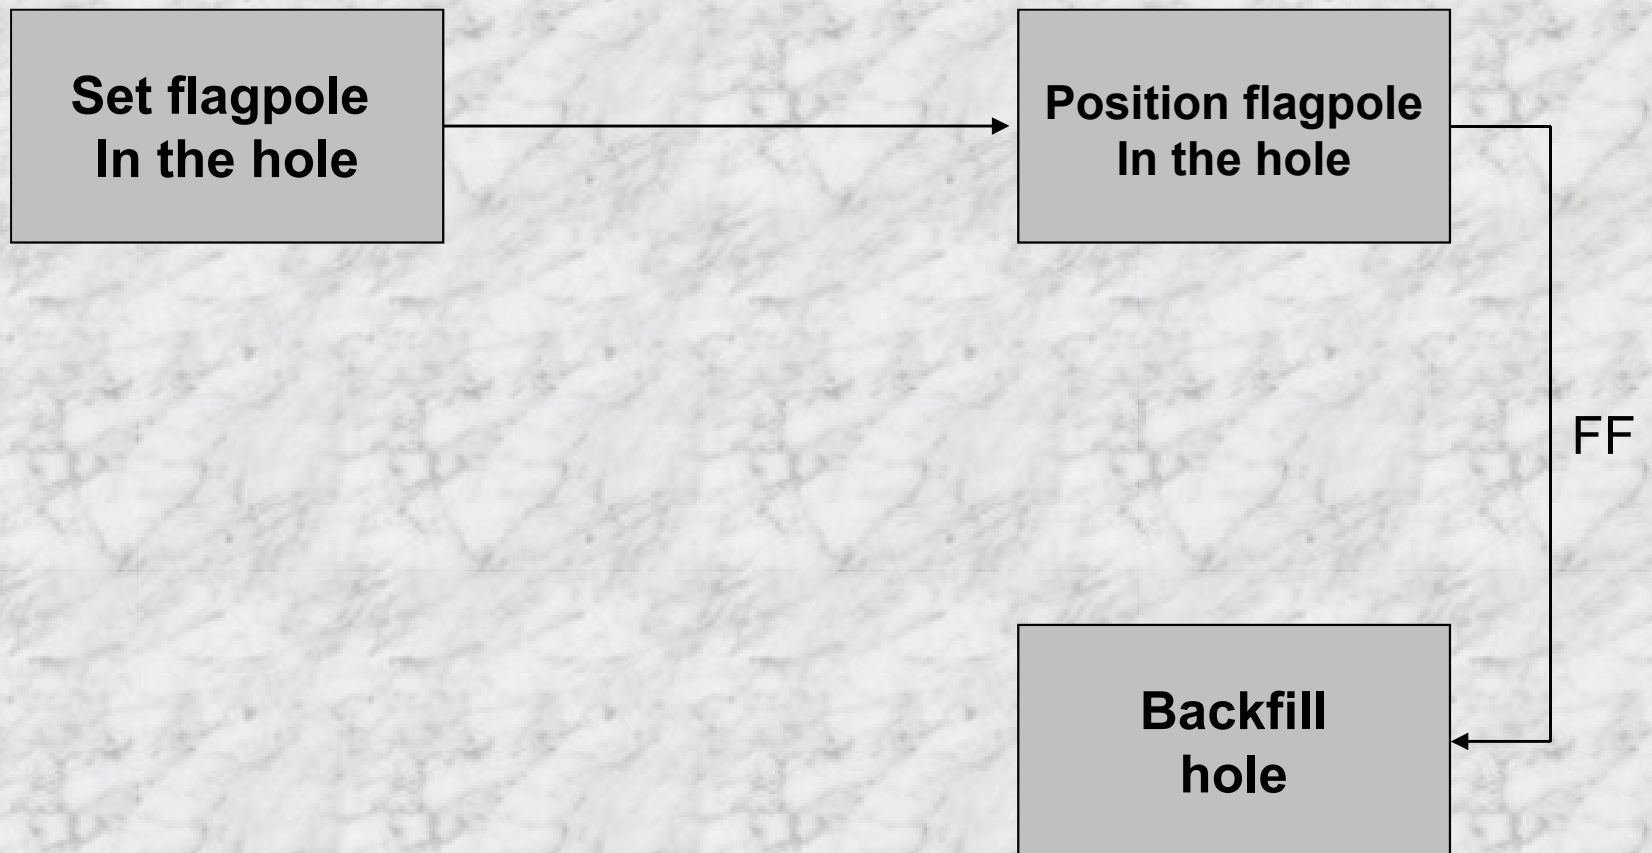 Set flagpole
In the hole
Position flagpole
In the hole
FF
Backfill
hole